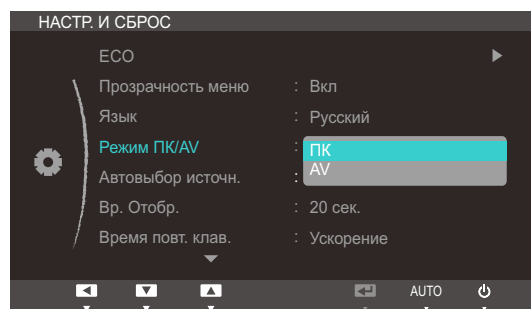 НАСТР. И СБРОС
ECO
Прозрачность меню : Вкл
Язык : Русский
Режим ПК/AV : ПК
AV
Автовыбор источн. :
Вр. Отобр. : 20 сек.
Время повт. клав. : Ускорение
AUTO